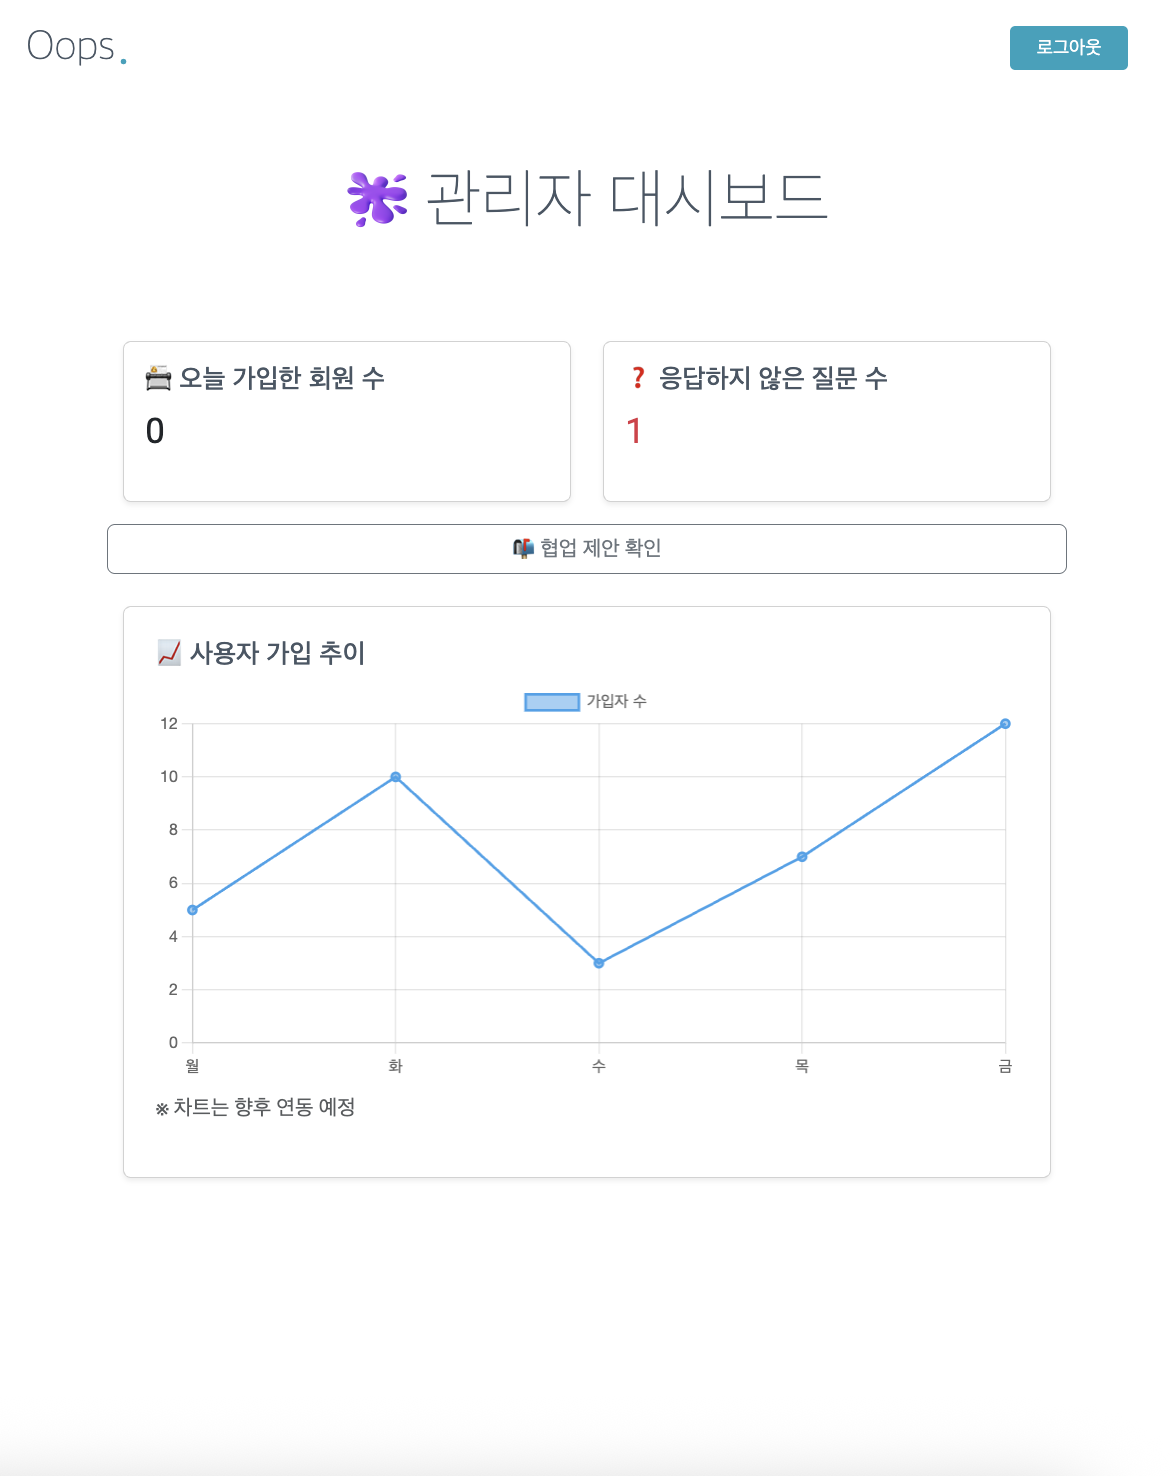 Oops.
로그아웃
관리자 대시보드
오늘 가입한 회원 수
0
❓ 응답하지 않은 질문 수
1
협업 제안 확인
사용자 가입 추이
가입자 수
12
10
8
6
4
2
0
월 화 수 목 금
※ 차트는 향후 연동 예정